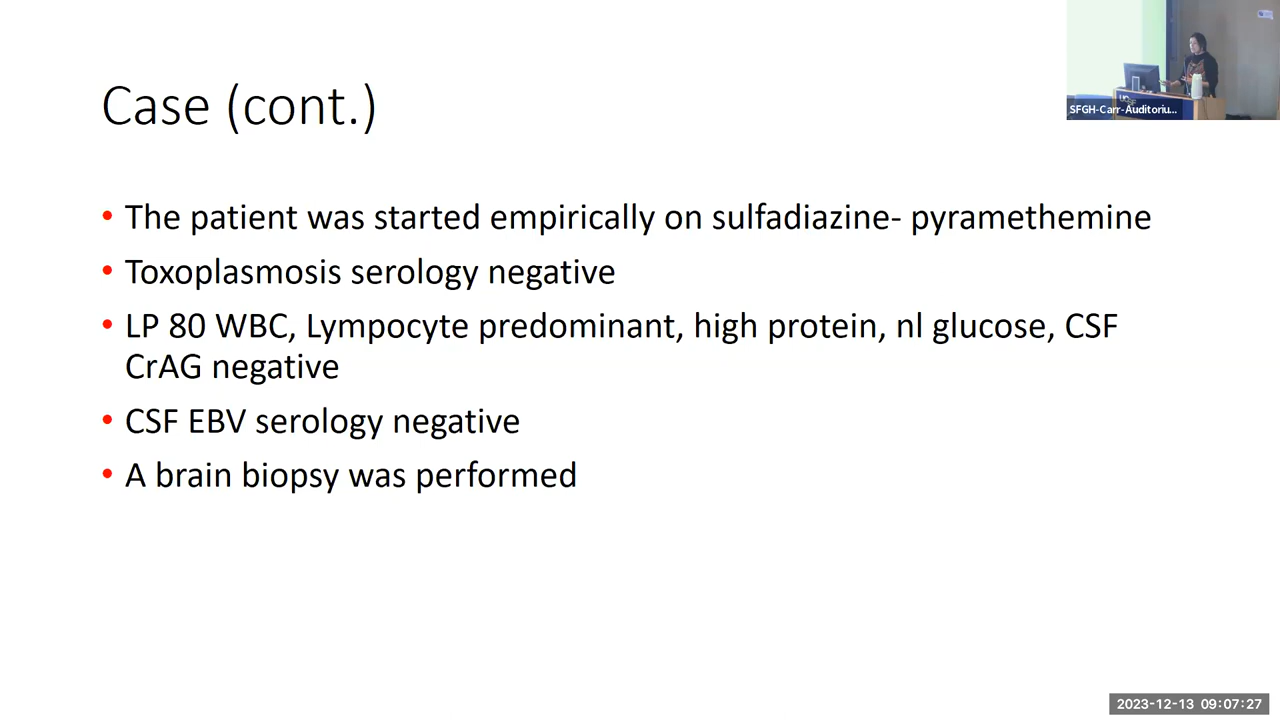 Case (cont.)
• The patient was started empirically on sulfadiazine- pyramethemine
• Toxoplasmosis serology negative
• LP 80 WBC, Lympocyte predominant, high protein, nl glucose, CSF
CrAG negative
• CSF EBV serology negative
• A brain biopsy was performed
SFGH-Carr-Auditoriu...
2023-12-13 09:07:27